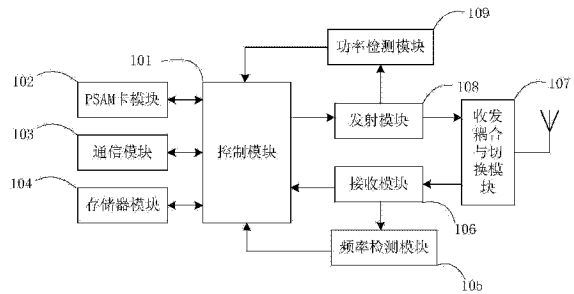 109
功率检测模块
101
102
PSAM卡模块
108
107
发射模块
收发
耦合
与切
换模
块
103
通信模块
控制模块
104
存储器模块
接收模块
106
频率检测模块
105